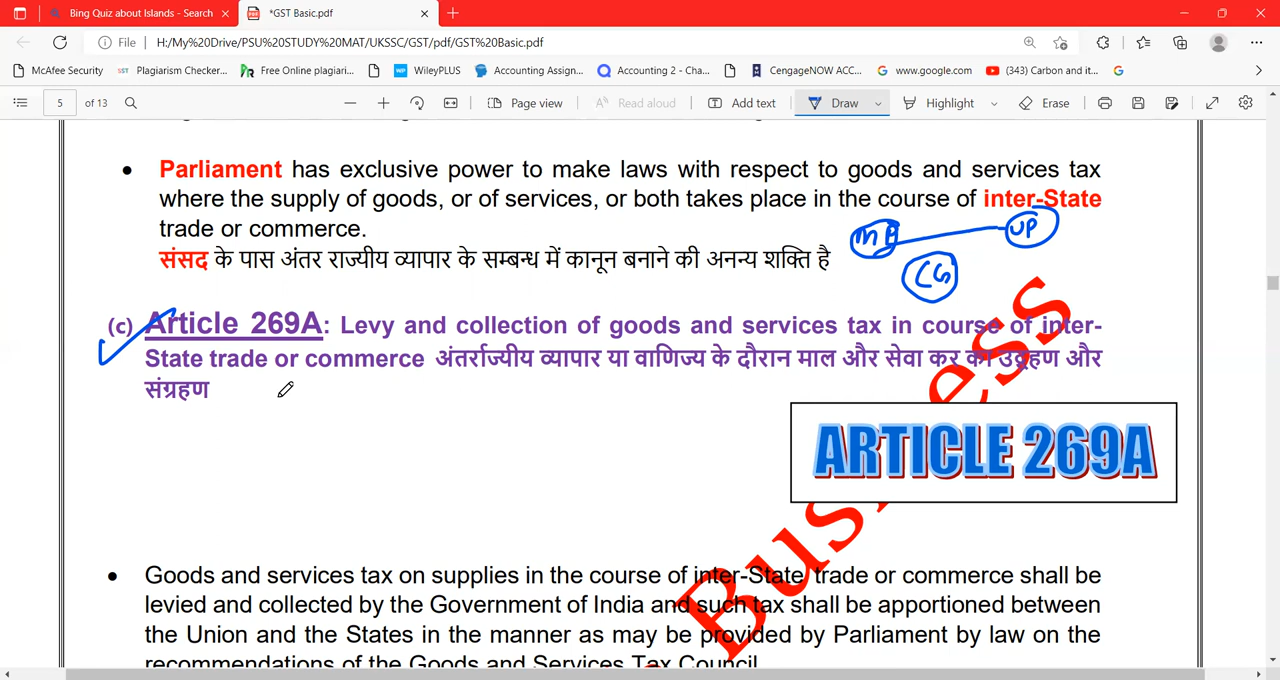 Bing Quiz about Islands - Search
*GST Basic.pdf
File
H:/My%20Drive/PSU%20STUDY%20MAT/UKSSC/GST/pdf/GST%20Basic.pdf
McAfee Security
SST Plagiarism Checker...
Free Online plagiari...
WP WileyPLUS
Accounting Assign...
Accounting 2 - Cha...
CengageNOW ACC...
www.google.com
(343) Carbon and it...
5 of 13
Page view
Read aloud
Add text
Draw
Highlight
Erase
• Parliament has exclusive power to make laws with respect to goods and services tax
where the supply of goods, or of services, or both takes place in the course of inter-State
trade or commerce.
UP
CG
संसद के पास अंतर राज्यीय व्यापार के सम्बन्ध में कानून बनाने की अनन्य शक्ति है
(c) Article 269A: Levy and collection of goods and services tax in course of inter-
State trade or commerce अंतर्राज्यीय व्यापार या वाणिज्य के दौरान माल और सेवा कर का उद्ग्रहण और
संग्रहण
ARTICLE 269A
Business
• Goods and services tax on supplies in the course of inter-State trade or commerce shall be
levied and collected by the Government of India and such tax shall be apportioned between
the Union and the States in the manner as may be provided by Parliament by law on the
recommendations of the Goods and Services Tax Council